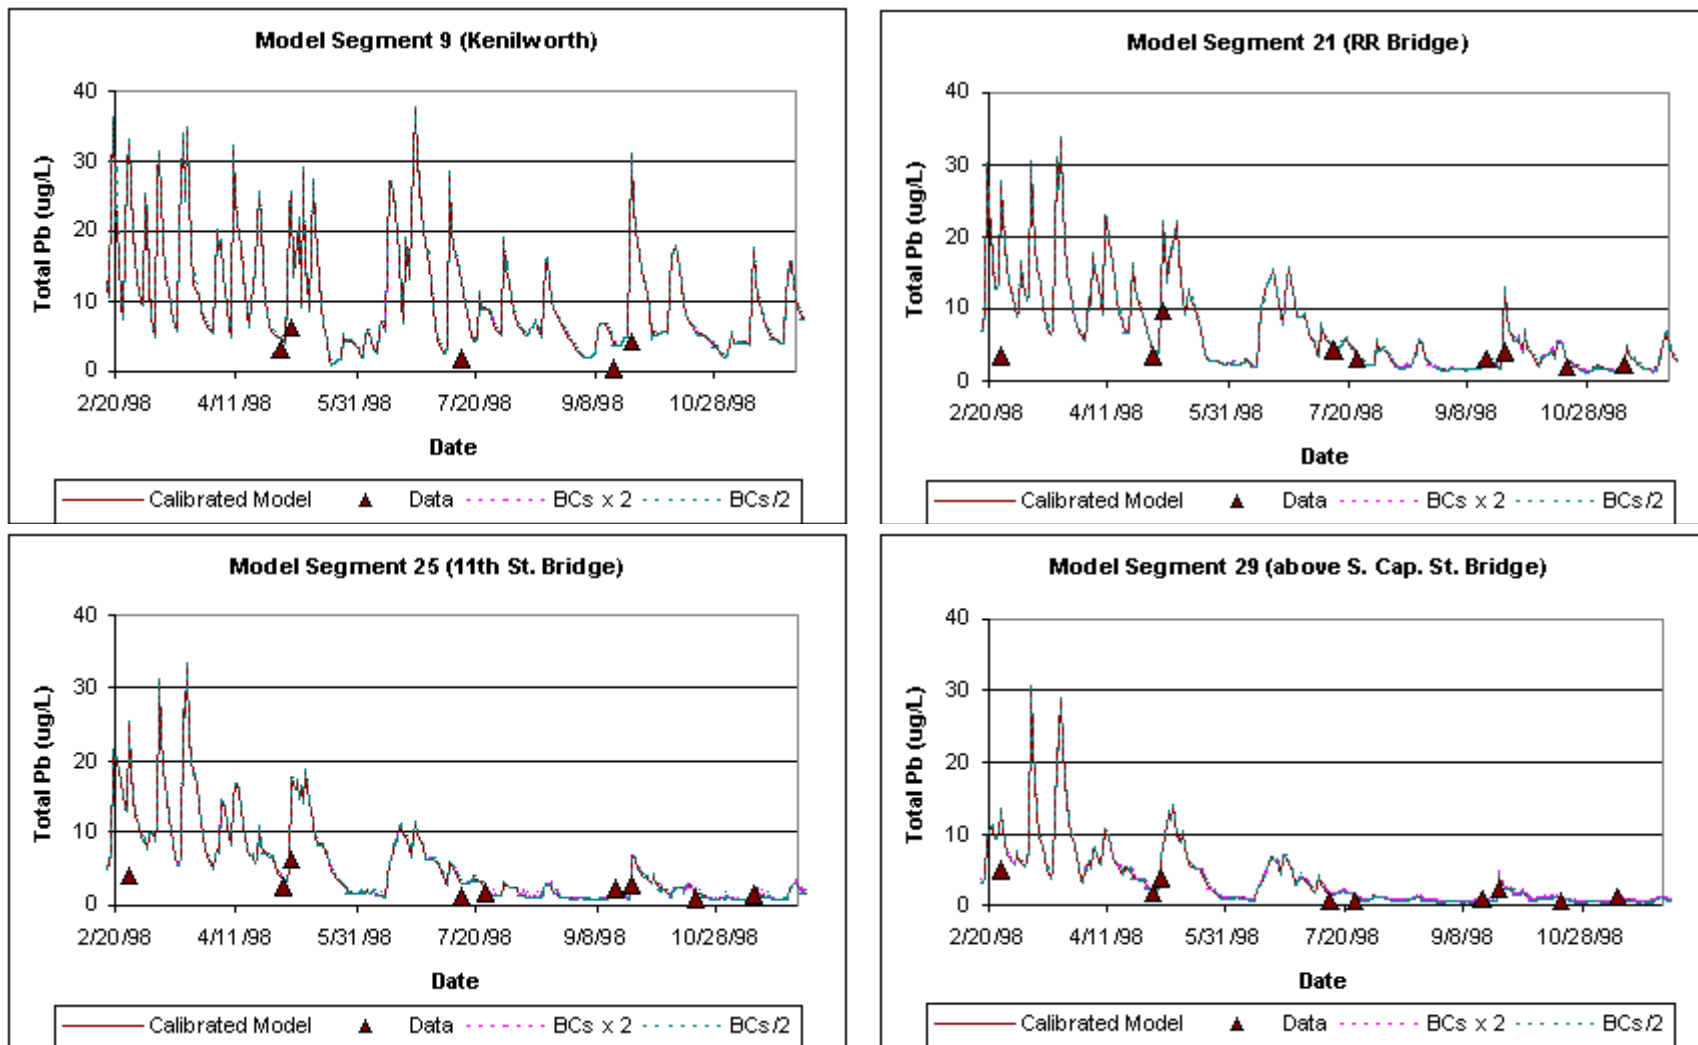 Model Segment 9 (Kenilworth)
Total Pb (ug/L)
40
30
20
10
0
2/20/98 4/11/98 5/31/98 7/20/98 9/8/98 10/28/98
Date
Calibrated Model Data BCs x 2 BCs/2
Model Segment 21 (RR Bridge)
Total Pb (ug/L)
40
30
20
10
0
2/20/98 4/11/98 5/31/98 7/20/98 9/8/98 10/28/98
Date
Calibrated Model Data BCs x 2 BCs/2
Model Segment 25 (11th St. Bridge)
Total Pb (ug/L)
40
30
20
10
0
2/20/98 4/11/98 5/31/98 7/20/98 9/8/98 10/28/98
Date
Calibrated Model Data BCs x 2 BCs/2
Model Segment 29 (above S. Cap. St. Bridge)
Total Pb (ug/L)
40
30
20
10
0
2/20/98 4/11/98 5/31/98 7/20/98 9/8/98 10/28/98
Date
Calibrated Model Data BCs x 2 BCs/2